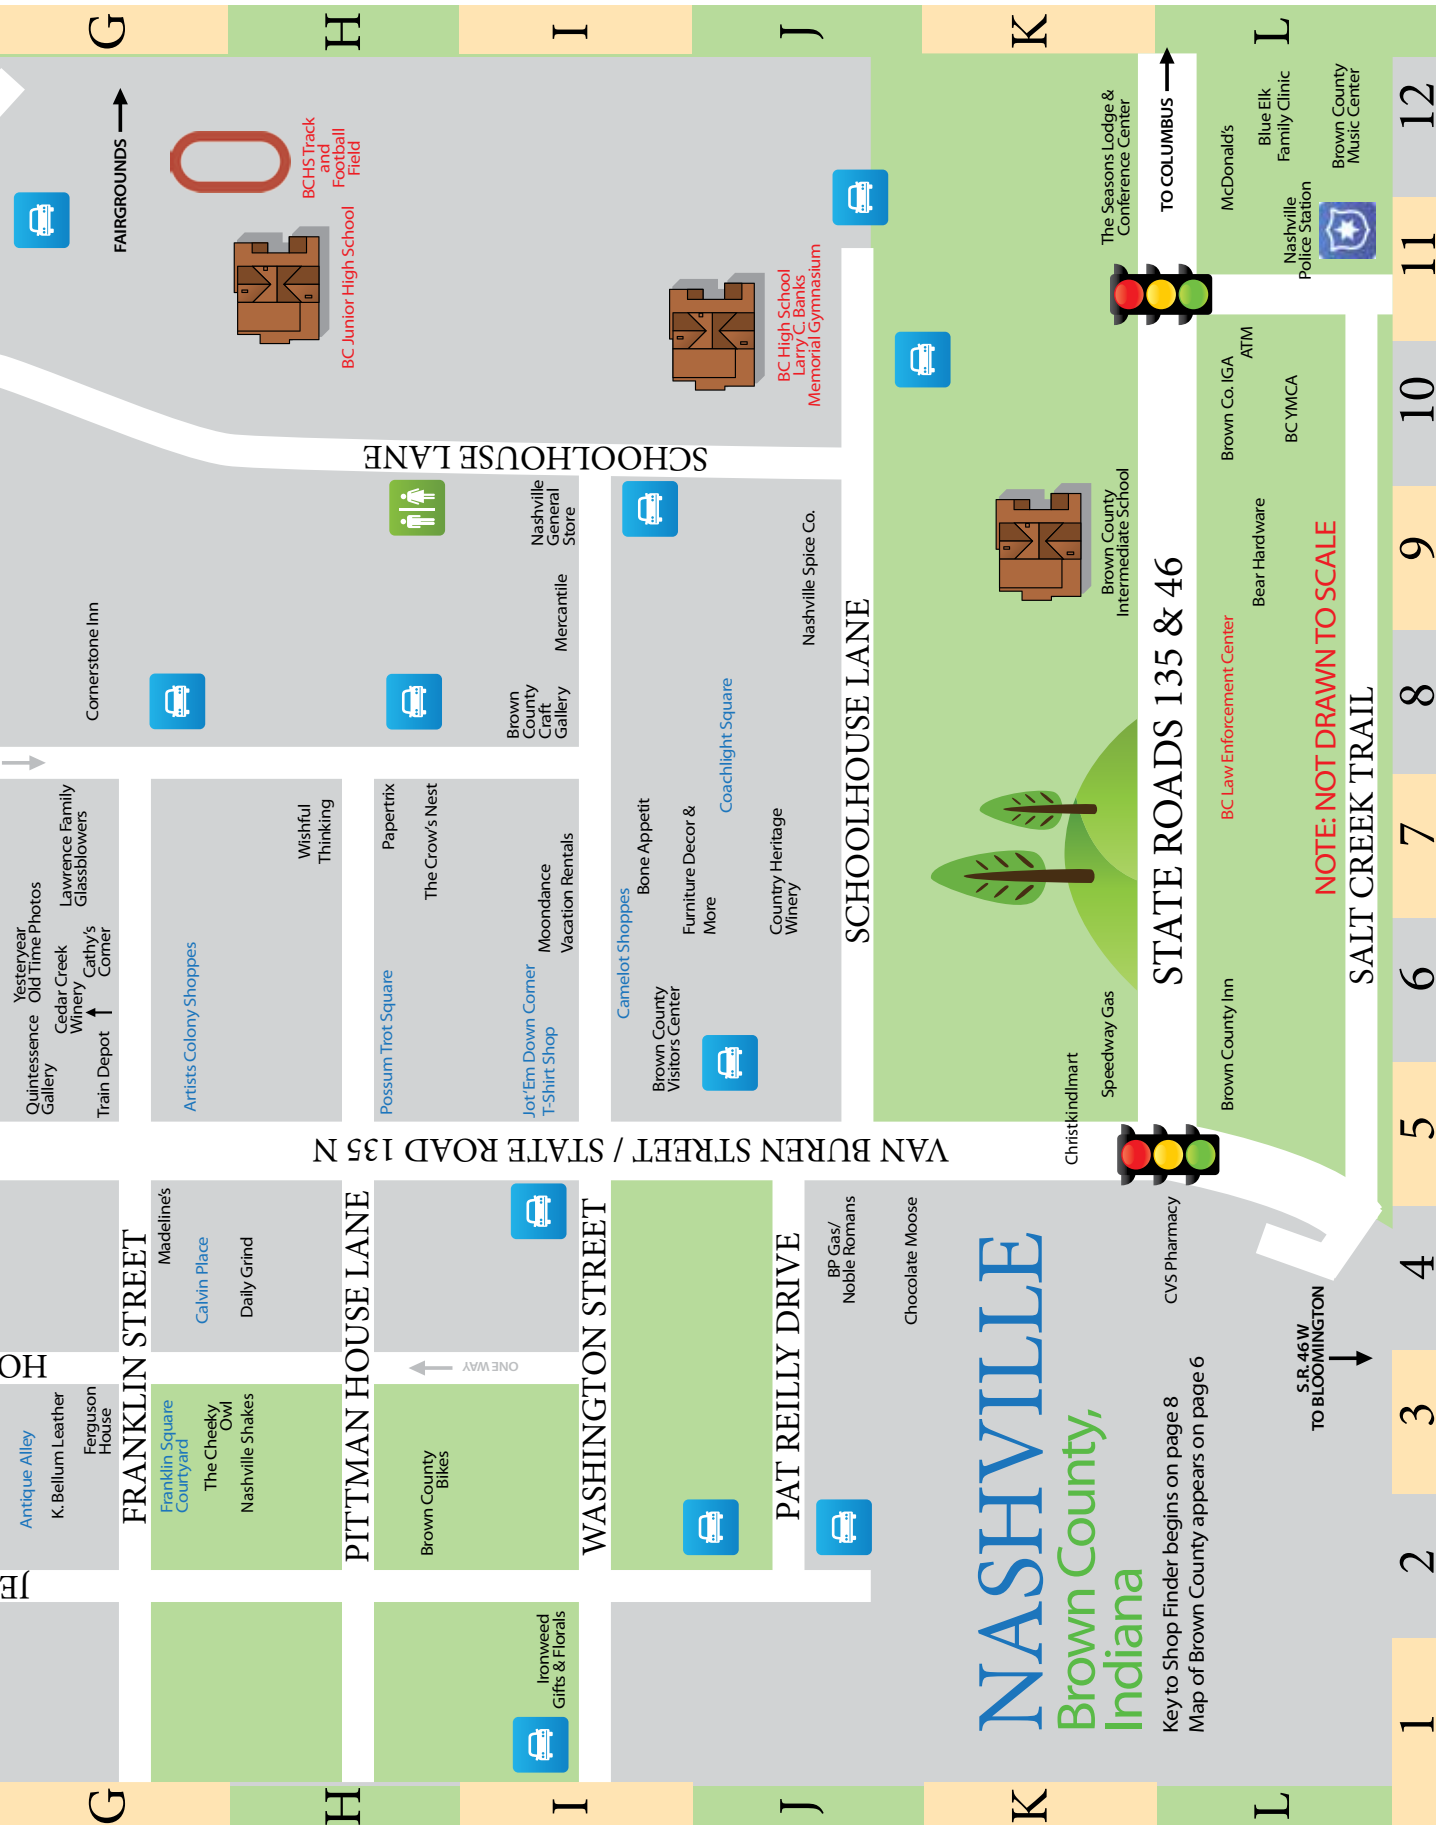 G
H
I
J
K
L
12
11
10
9
8
7
6
5
4
3
2
1
G
H
I
J
K
L
FAIRGROUNDS
BCHS Track
and
Football
Field
BC Junior High School
BC High School
Larry C. Banks
Memorial Gymnasium
The Seasons Lodge &
Conference Center
TO COLUMBUS
McDonald's
Blue Elk
Family Clinic
Brown County
Music Center
Nashville
Police Station
ATM
Brown Co. IGA
BC YMCA
SCHOOLHOUSE LANE
Nashville
General
Store
Mercantile
Brown
County
Craft
Gallery
Cornerstone Inn
Nashville Spice Co.
Coachlight Square
SCHOOLHOUSE LANE
Brown County
Intermediate School
STATE ROADS 135 & 46
Bear Hardware
BC Law Enforcement Center
NOTE: NOT DRAWN TO SCALE
SALT CREEK TRAIL
Lawrence Family
Glassblowers
Yesteryear
Old Time Photos
Cedar Creek
Winery
Cathy's
Corner
Quintessence
Gallery
Train Depot
Artists Colony Shoppes
Wishful
Thinking
Papertrix
The Crow's Nest
Possum Trot Square
Moondance
Vacation Rentals
Jot'Em Down Corner
T-Shirt Shop
Camelot Shoppes
Bone Appetit
Furniture Decor &
More
Country Heritage
Winery
Brown County
Visitors Center
Speedway Gas
Christkindlmart
Brown County Inn
VAN BUREN STREET / STATE ROAD 135 N
Madeline's
Calvin Place
Daily Grind
FRANKLIN STREET
PITTMAN HOUSE LANE
WASHINGTON STREET
PAT REILLY DRIVE
BP Gas/
Noble Romans
Chocolate Moose
CVS Pharmacy
S.R. 46 W
TO BLOOMINGTON
HO
ONE WAY
Antique Alley
K. Bellum Leather
Ferguson
House
Franklin Square
Courtyard
The Cheeky
Owl
Nashville Shakes
Brown County
Bikes
JE
Ironweed
Gifts & Florals
NASHVILLE
Brown County,
Indiana
Key to Shop Finder begins on page 8
Map of Brown County appears on page 6